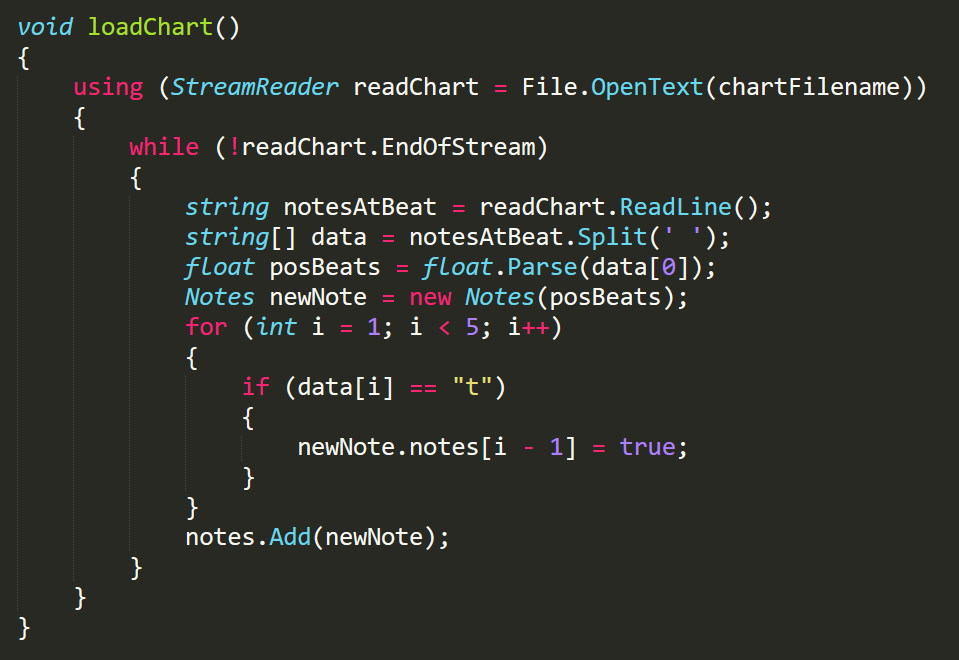 void loadChart()
{
    using (StreamReader readChart = File.OpenText(chartFilename))
    {
        while (!readChart.EndOfStream)
        {
            string notesAtBeat = readChart.ReadLine();
            string[] data = notesAtBeat.Split(' ');
            float posBeats = float.Parse(data[0]);
            Notes newNote = new Notes(posBeats);
            for (int i = 1; i < 5; i++)
            {
                if (data[i] == "t")
                {
                    newNote.notes[i - 1] = true;
                }
            }
            notes.Add(newNote);
        }
    }
}